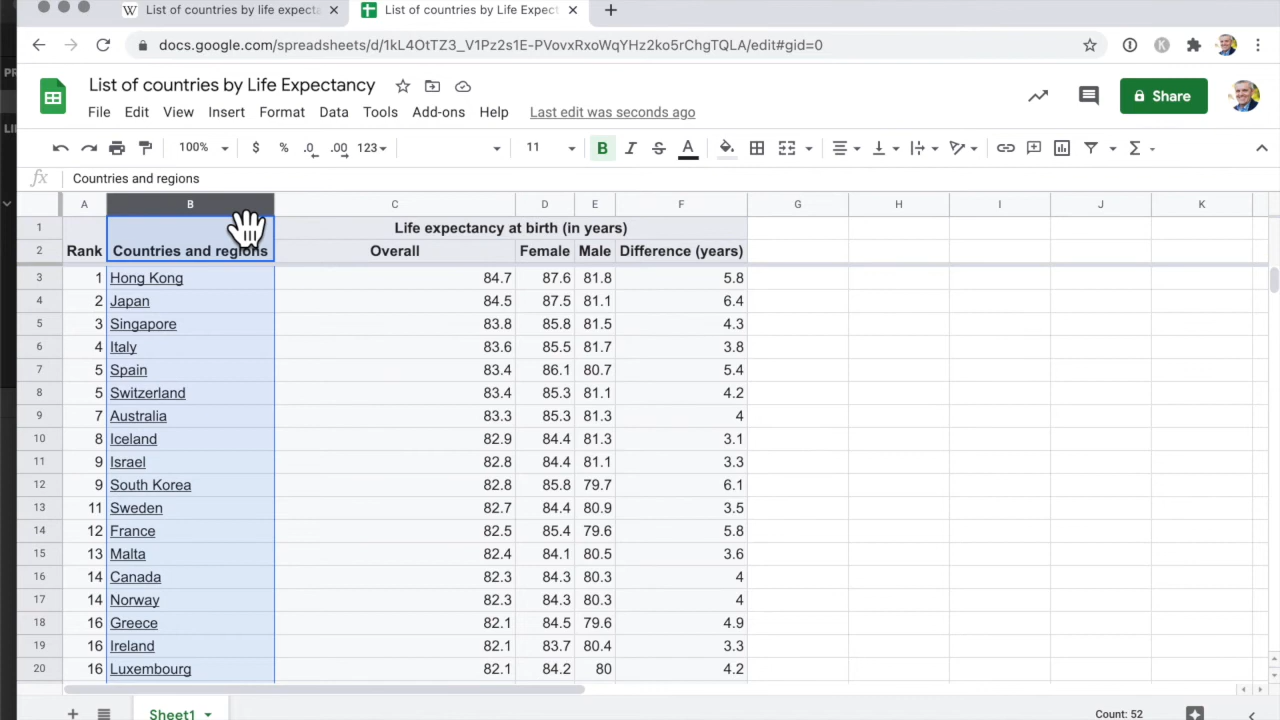 List of countries by life expecta
List of countries by Life Expect
docs.google.com/spreadsheets/d/1kL4OtTZ3_V1Pz2s1E-PVovxRxoWqYHz2ko5rChgTQLA/edit#gid=0
List of countries by Life Expectancy
File Edit View Insert Format Data Tools Add-ons Help Last edit was seconds ago
Share
100% $ % .0 .00 123 11 B I S A
fx Countries and regions
A B C D E F G H I J K
1 Life expectancy at birth (in years)
2 Rank Countries and regions Overall Female Male Difference (years)
3 1 Hong Kong 84.7 87.6 81.8 5.8
4 2 Japan 84.5 87.5 81.1 6.4
5 3 Singapore 83.8 85.8 81.5 4.3
6 4 Italy 83.6 85.5 81.7 3.8
7 5 Spain 83.4 86.1 80.7 5.4
8 5 Switzerland 83.4 85.3 81.1 4.2
9 7 Australia 83.3 85.3 81.3 4
10 8 Iceland 82.9 84.4 81.3 3.1
11 9 Israel 82.8 84.4 81.1 3.3
12 9 South Korea 82.8 85.8 79.7 6.1
13 11 Sweden 82.7 84.4 80.9 3.5
14 12 France 82.5 85.4 79.6 5.8
15 13 Malta 82.4 84.1 80.5 3.6
16 14 Canada 82.3 84.3 80.3 4
17 14 Norway 82.3 84.3 80.3 4
18 16 Greece 82.1 84.5 79.6 4.9
19 16 Ireland 82.1 83.7 80.4 3.3
20 16 Luxembourg 82.1 84.2 80 4.2
Sheet1
Count: 52